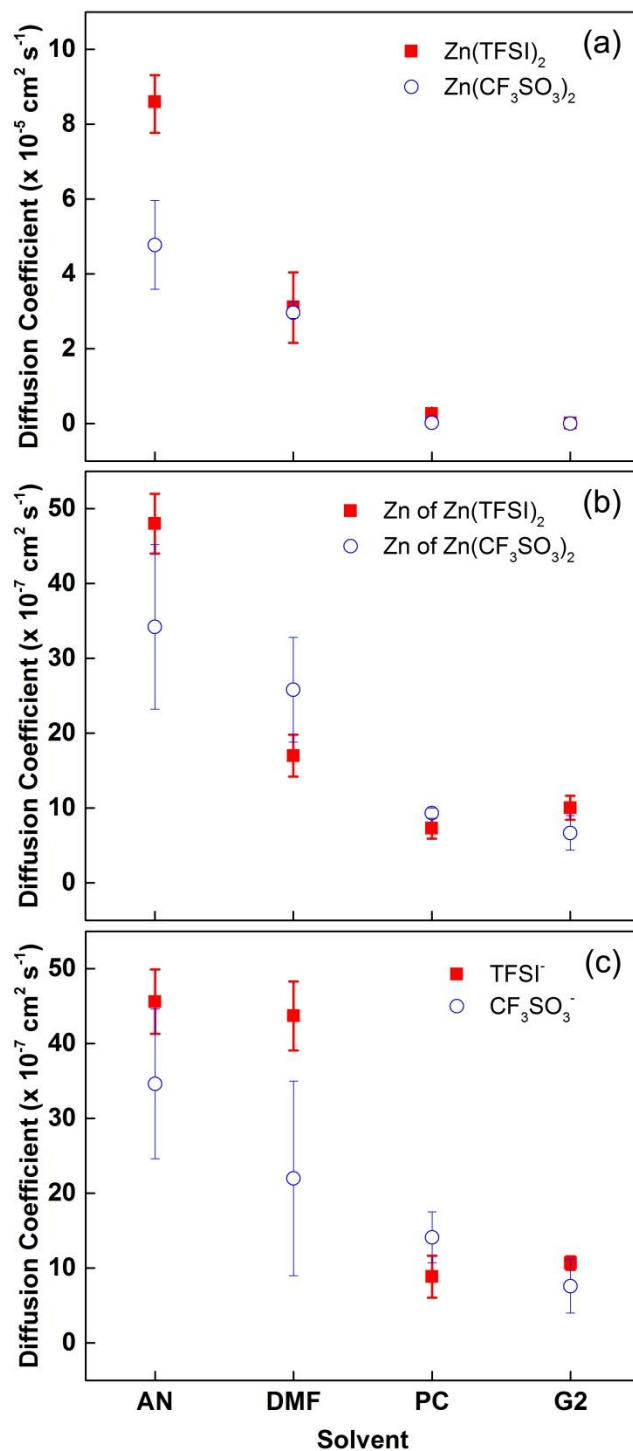 (a)
Zn(TFSI)₂
Zn(CF₃SO₃)₂
Diffusion Coefficient (x 10⁻⁵ cm² s⁻¹)
10
8
6
4
2
0
(b)
Zn of Zn(TFSI)₂
Zn of Zn(CF₃SO₃)₂
Diffusion Coefficient (x 10⁻⁷ cm² s⁻¹)
50
40
30
20
10
0
(c)
TFSI⁻
CF₃SO₃⁻
Diffusion Coefficient (x 10⁻⁷ cm² s⁻¹)
50
40
30
20
10
0
AN DMF PC G2
Solvent